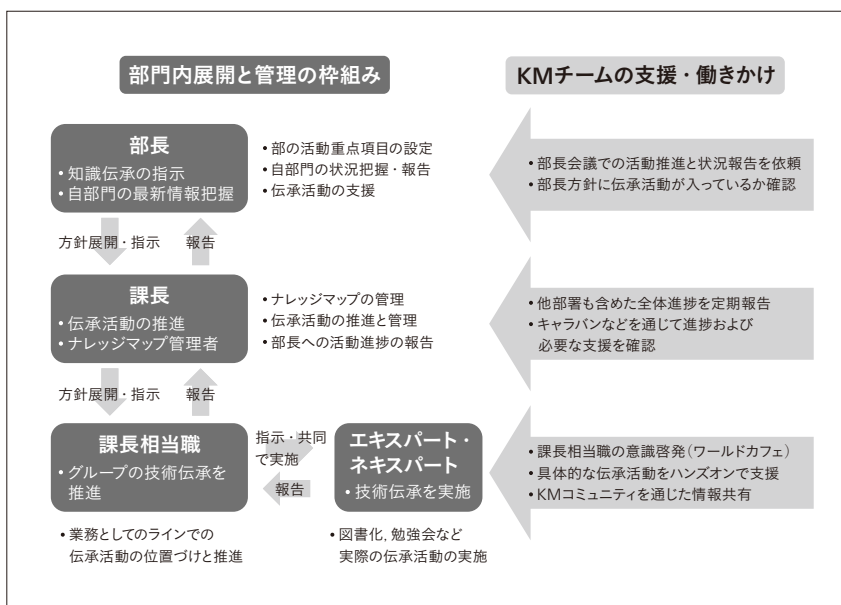 部門内展開と管理の枠組み
KMチームの支援・働きかけ
部長
・知識伝承の指示
・自部門の最新情報把握
• 部の活動重点項目の設定
• 自部門の状況把握・報告
• 伝承活動の支援
• 部長会議での活動推進と状況報告を依頼
• 部長方針に伝承活動が入っているか確認
方針展開・指示
報告
課長
・伝承活動の推進
・ナレッジマップ管理者
• ナレッジマップの管理
• 伝承活動の推進と管理
• 部長への活動進捗の報告
• 他部署も含めた全体進捗を定期報告
• キャラバンなどを通じて進捗および
必要な支援を確認
方針展開・指示
報告
課長相当職
・グループの技術伝承を
推進
指示・共同
で実施
報告
エキスパート・
ネキスパート
・技術伝承を実施
• 課長相当職の意識啓発(ワールドカフェ)
• 具体的な伝承活動をハンズオンで支援
• KMコミュニティを通じた情報共有
• 業務としてのラインでの
伝承活動の位置づけと推進
• 図書化, 勉強会など
実際の伝承活動の実施